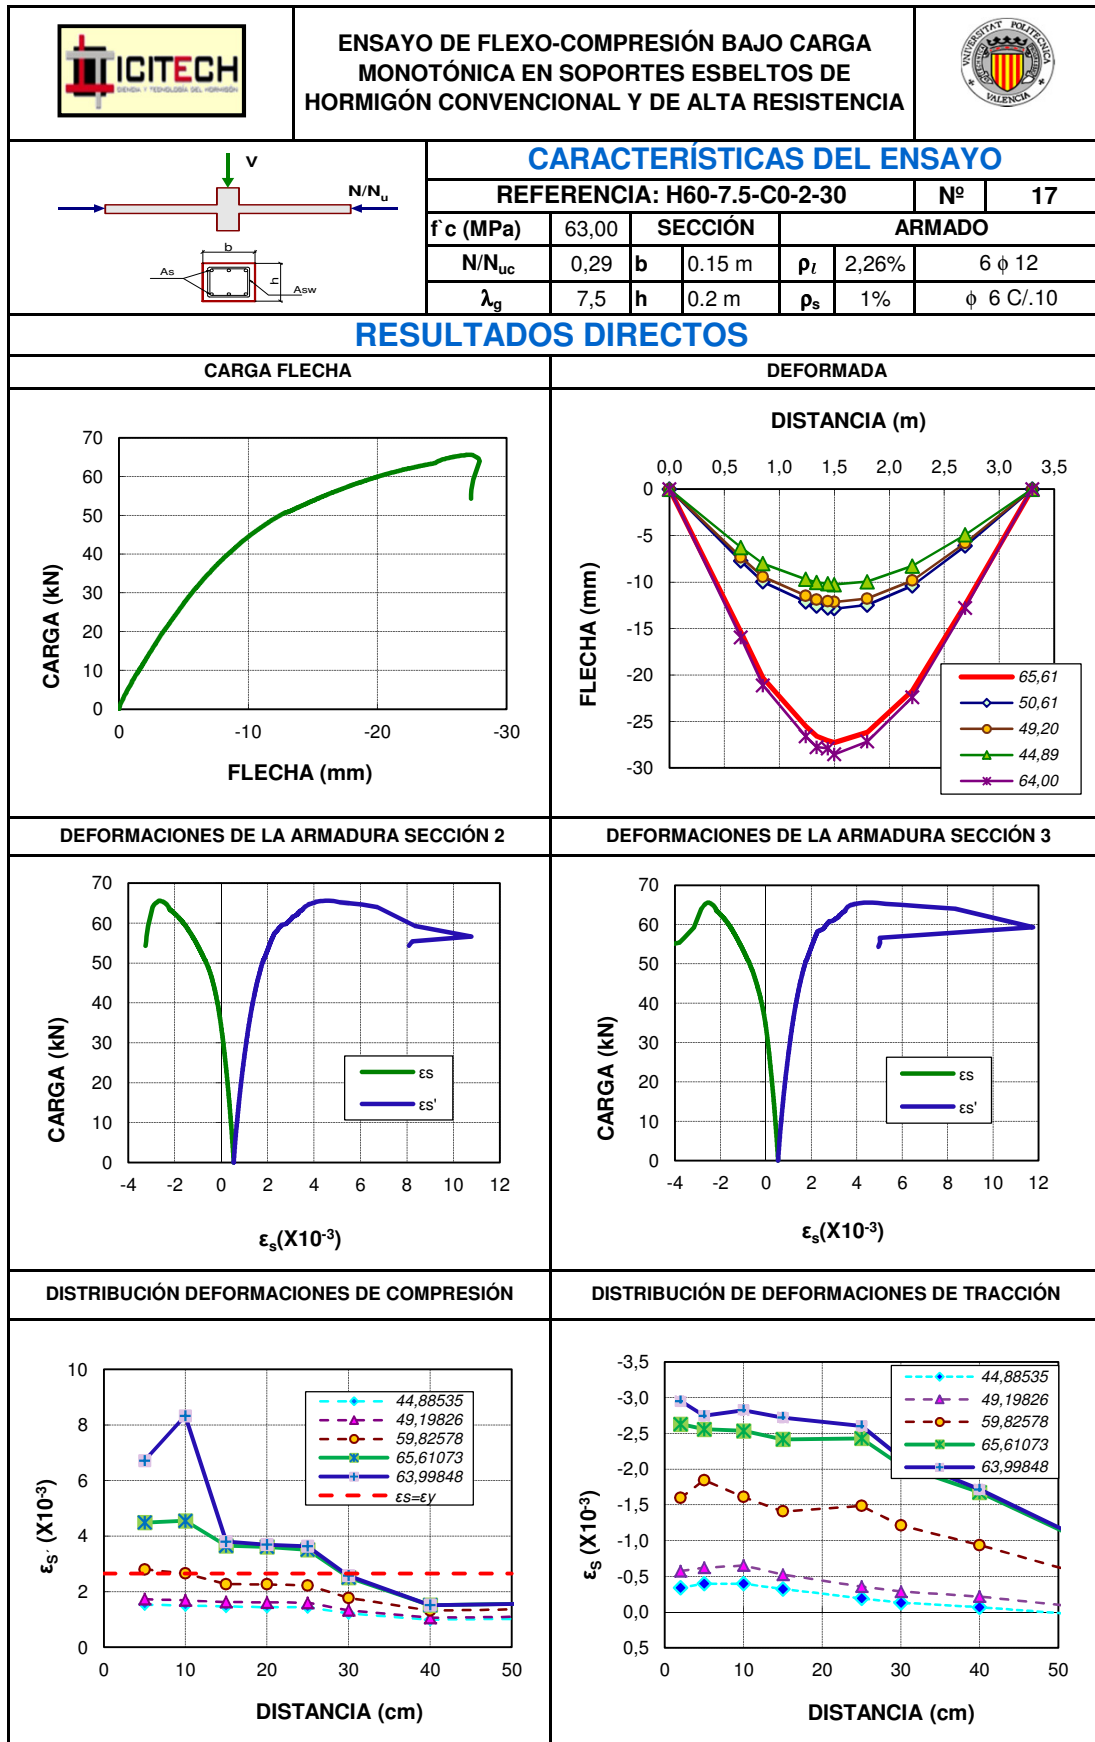 ICITECH
CIENCIA Y TECNOLOGÍA DEL HORMIGÓN
ENSAYO DE FLEXO-COMPRESIÓN BAJO CARGA
MONOTÓNICA EN SOPORTES ESBELTOS DE
HORMIGÓN CONVENCIONAL Y DE ALTA RESISTENCIA
UNIVERSITAT POLITECNICA
VALENCIA
V
N/Nu
b
h
As
Asw
CARACTERÍSTICAS DEL ENSAYO
REFERENCIA: H60-7.5-C0-2-30 Nº 17
f`c (MPa) 63,00 SECCIÓN ARMADO
N/Nuc 0,29 b 0.15 m ρl 2,26% 6 ϕ 12
λg 7,5 h 0.2 m ρs 1% ϕ 6 C/.10
RESULTADOS DIRECTOS
CARGA FLECHA
70
60
50
40
30
20
10
0
0 -10 -20 -30
CARGA (kN)
FLECHA (mm)
DEFORMADA
DISTANCIA (m)
0,0 0,5 1,0 1,5 2,0 2,5 3,0 3,5
0
-5
-10
-15
-20
-25
-30
FLECHA (mm)
65,61
50,61
49,20
44,89
64,00
DEFORMACIONES DE LA ARMADURA SECCIÓN 2
70
60
50
40
30
20
10
0
-4 -2 0 2 4 6 8 10 12
CARGA (kN)
εs
εs'
εs(X10-3)
DEFORMACIONES DE LA ARMADURA SECCIÓN 3
70
60
50
40
30
20
10
0
-4 -2 0 2 4 6 8 10 12
CARGA (kN)
εs
εs'
εs(X10-3)
DISTRIBUCIÓN DEFORMACIONES DE COMPRESIÓN
10
8
6
4
2
0
0 10 20 30 40 50
εS´ (X10-3)
44,88535
49,19826
59,82578
65,61073
63,99848
εs=εy
DISTANCIA (cm)
DISTRIBUCIÓN DE DEFORMACIONES DE TRACCIÓN
-3,5
-3,0
-2,5
-2,0
-1,5
-1,0
-0,5
0,0
0,5
0 10 20 30 40 50
εS (X10-3)
44,88535
49,19826
59,82578
65,61073
63,99848
DISTANCIA (cm)